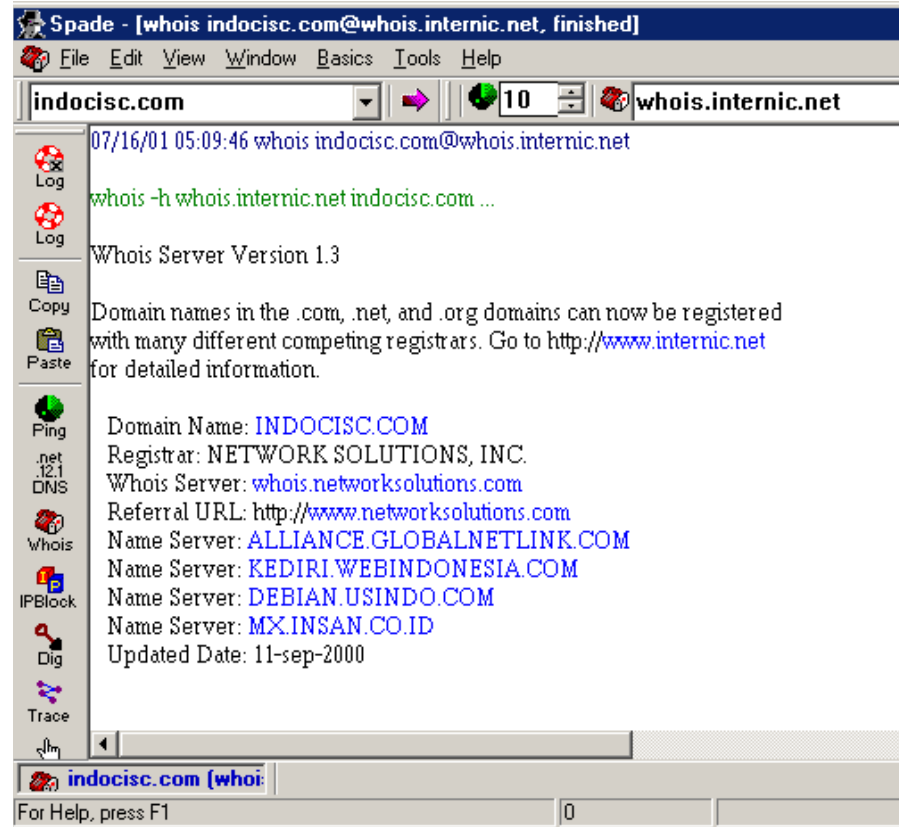 Spade - [whois indocisc.com@whois.internic.net, finished]
File Edit View Window Basics Tools Help
indocisc.com 10 whois.internic.net
07/16/01 05:09:46 whois indocisc.com@whois.internic.net
whois -h whois.internic.net indocisc.com ...
Whois Server Version 1.3
Domain names in the .com, .net, and .org domains can now be registered
with many different competing registrars. Go to http://www.internic.net
for detailed information.
Domain Name: INDOCISC.COM
Registrar: NETWORK SOLUTIONS, INC.
Whois Server: whois.networksolutions.com
Referral URL: http://www.networksolutions.com
Name Server: ALLIANCE.GLOBALNETLINK.COM
Name Server: KEDIRI.WEBINDONESIA.COM
Name Server: DEBIAN.USINDO.COM
Name Server: MX.INSAN.CO.ID
Updated Date: 11-sep-2000
Log
Log
Copy
Paste
Ping
.net
.12.1
DNS
Whois
IP
IPBlock
Dig
Trace
indocisc.com (whoi:
For Help, press F1 0